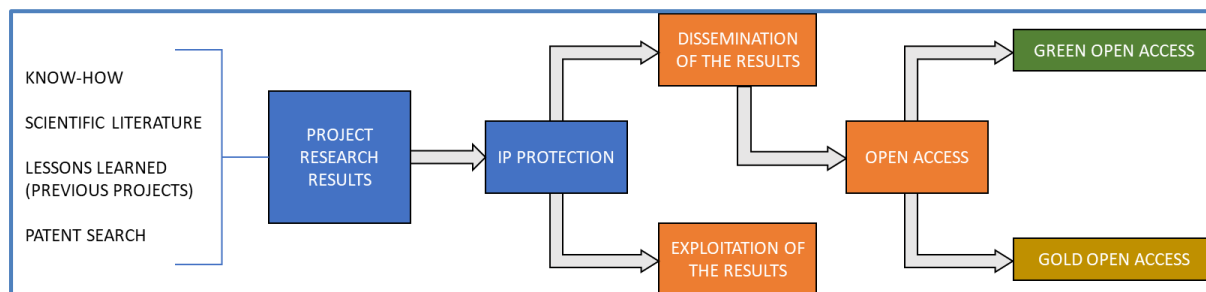 KNOW-HOW
SCIENTIFIC LITERATURE
LESSONS LEARNED
(PREVIOUS PROJECTS)
PATENT SEARCH
PROJECT
RESEARCH
RESULTS
IP PROTECTION
DISSEMINATION
OF THE RESULTS
EXPLOITATION OF
THE RESULTS
OPEN ACCESS
GREEN OPEN ACCESS
GOLD OPEN ACCESS